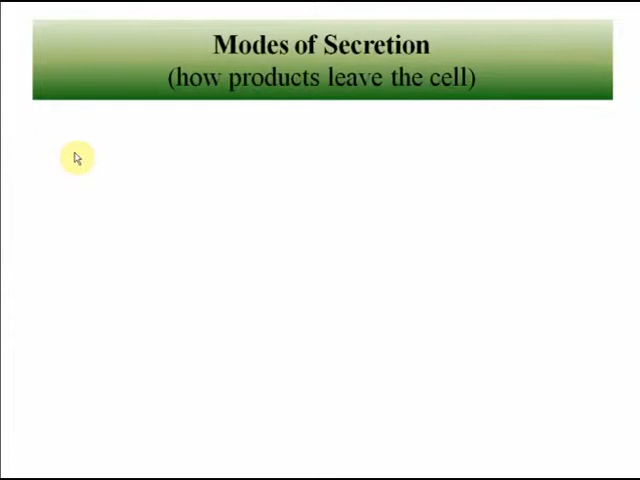 Modes of Secretion
(how products leave the cell)